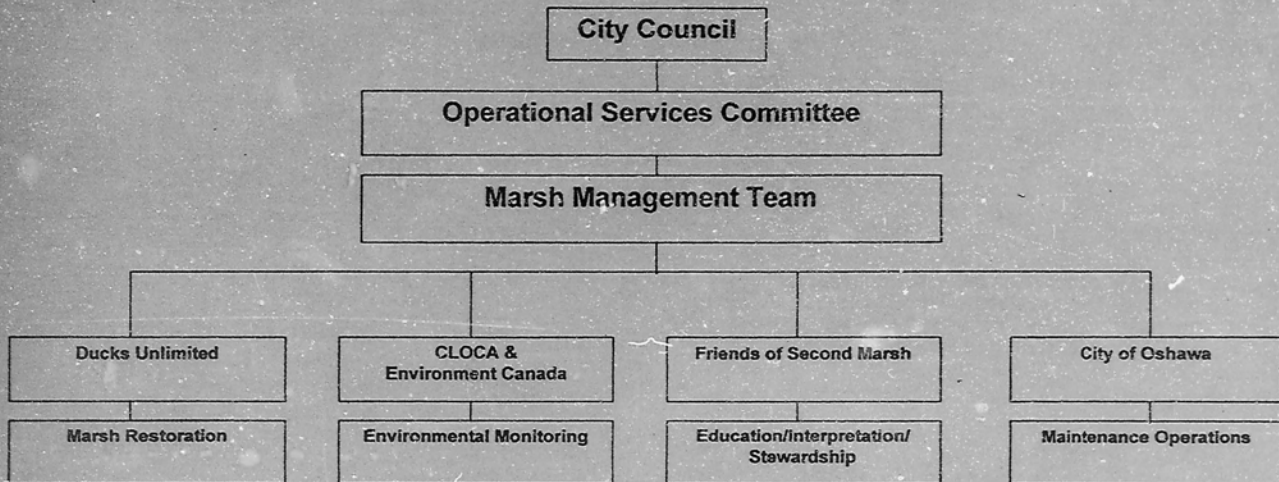 City Council
Operational Services Committee
Marsh Management Team
Ducks Unlimited
CLOCA &
Environment Canada
Friends of Second Marsh
City of Oshawa
Marsh Restoration
Environmental Monitoring
Education/Interpretation/
Stewardship
Maintenance Operations